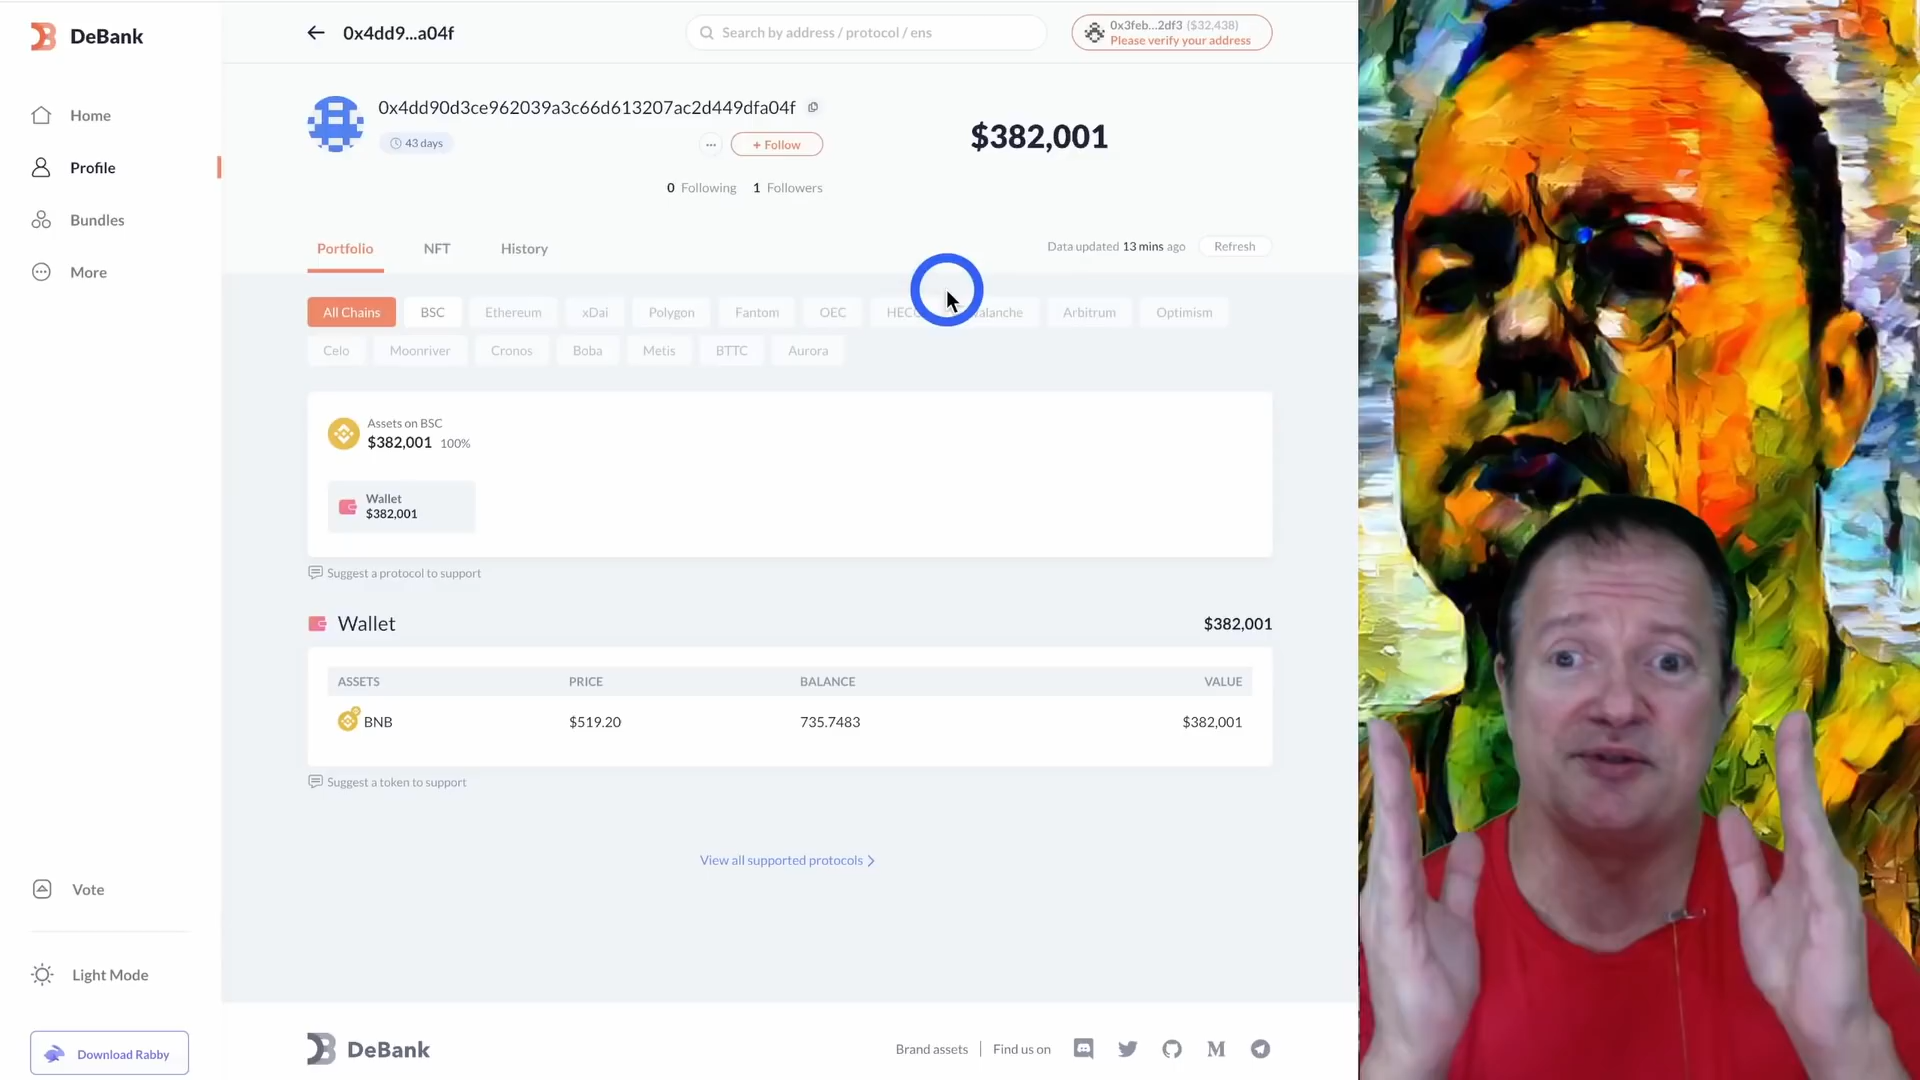 DeBank
0x4dd9...a04f
Search by address / protocol / ens
0x3feb...2df3 ($32,438)
Please verify your address
Home
Profile
Bundles
More
Vote
Light Mode
Download Rabby
0x4dd90d3ce962039a3c66d613207ac2d449dfa04f
43 days
+ Follow
0 Following 1 Followers
$382,001
Portfolio NFT History
Data updated 13 mins ago Refresh
All Chains BSC Ethereum xDai Polygon Fantom OEC Arbitrum Optimism
Celo Moonriver Cronos Boba Metis BTTC Aurora
Assets on BSC
$382,001 100%
Wallet
$382,001
Suggest a protocol to support
Wallet $382,001
ASSETS PRICE BALANCE VALUE
BNB $519.20 735.7483 $382,001
Suggest a token to support
View all supported protocols
DeBank
Brand assets | Find us on